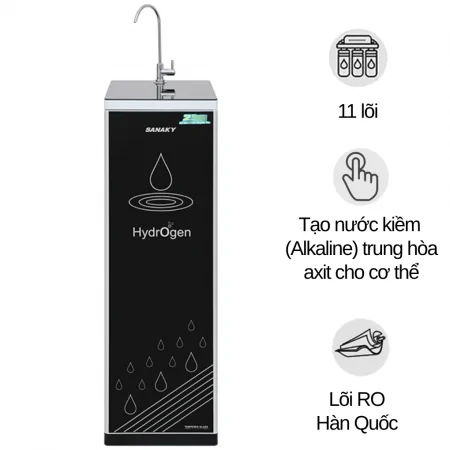 SANAKY
HydrOgen
11 lõi
Tạo nước kiềm
(Alkaline) trung hòa
axit cho cơ thể
Lõi RO
Hàn Quốc